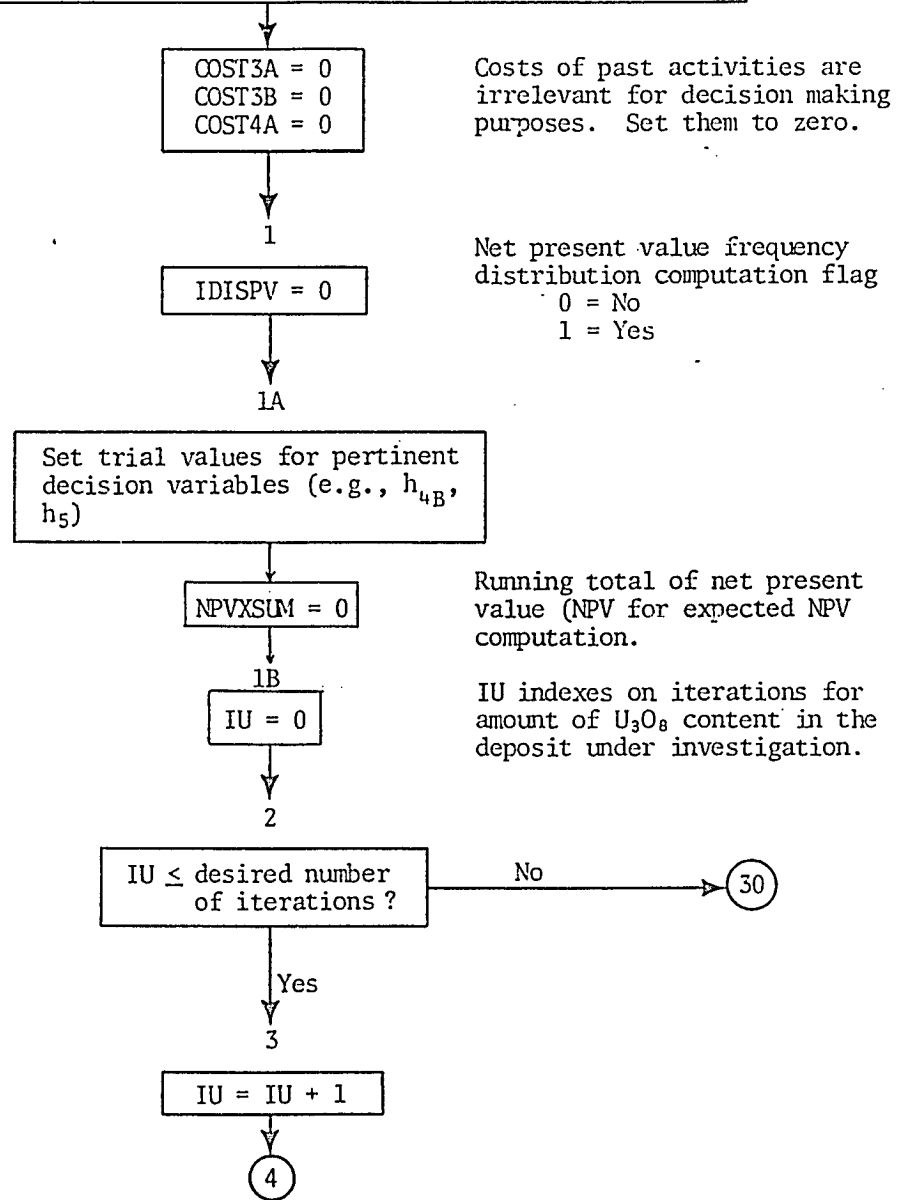 COST3A = 0
COST3B = 0
COST4A = 0
Costs of past activities are
irrelevant for decision making
purposes. Set them to zero.
1
IDISPV = 0
Net present value frequency
distribution computation flag
0 = No
1 = Yes
1A
Set trial values for pertinent
decision variables (e.g., h4B,
h5)
NPVXSUM = 0
Running total of net present
value (NPV for expected NPV
computation.
1B
IU = 0
IU indexes on iterations for
amount of U3O8 content in the
deposit under investigation.
2
IU ≤ desired number
of iterations ?
No
30
Yes
3
IU = IU + 1
4